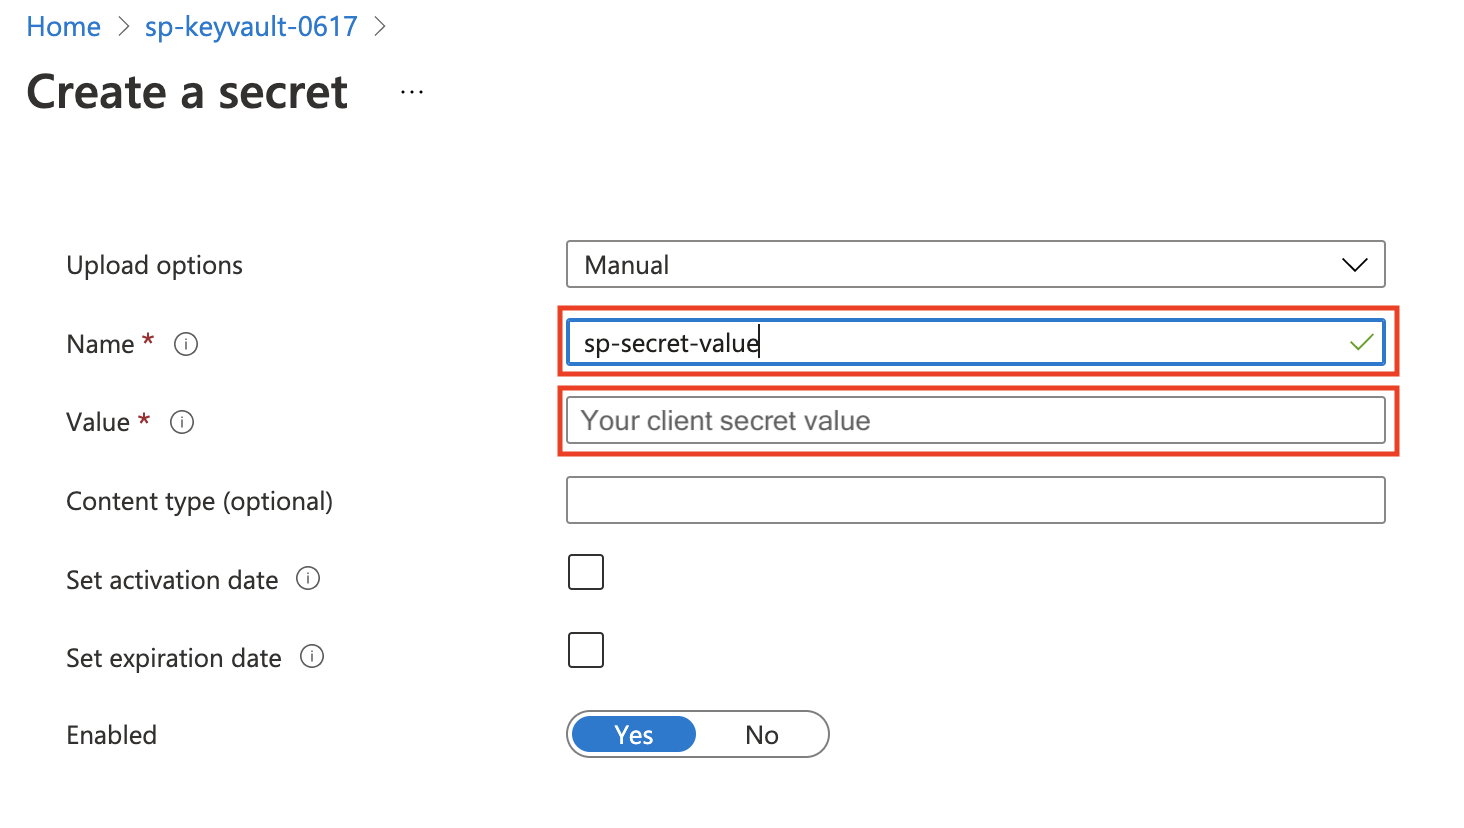 Home > sp-keyvault-0617 >
Create a secret ...
Upload options Manual
Name * sp-secret-value
Value * Your client secret value
Content type (optional)
Set activation date
Set expiration date
Enabled Yes No